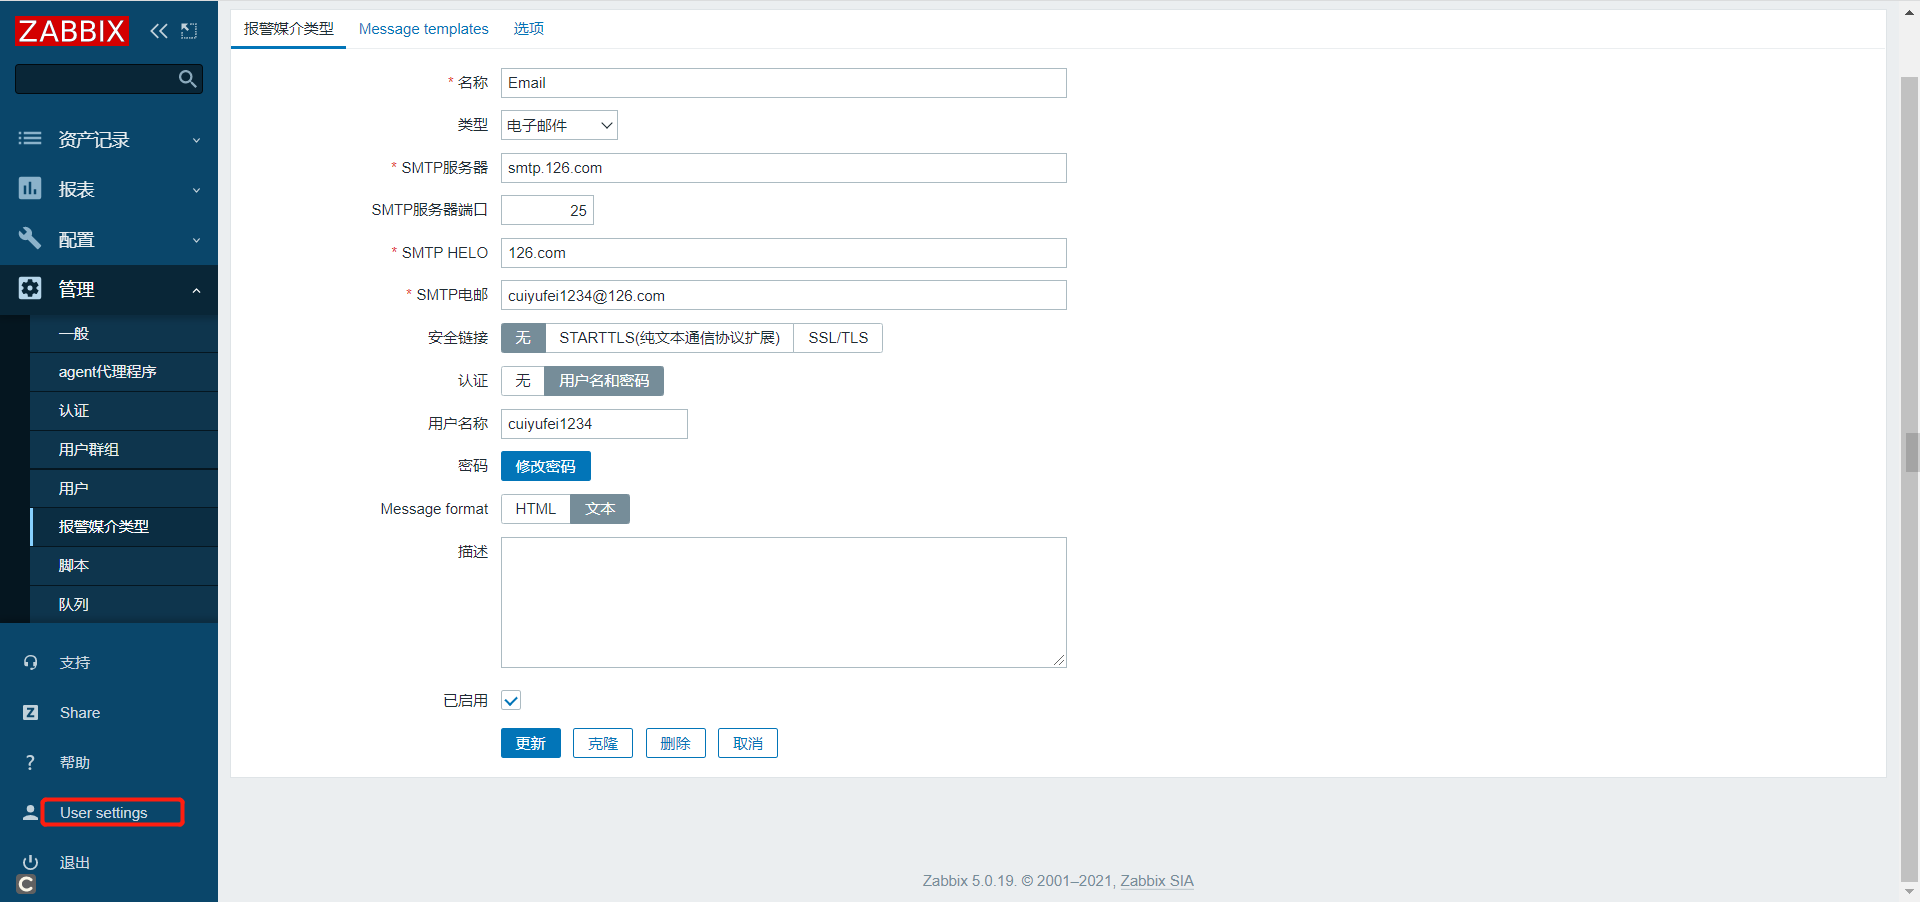 ZABBIX
资产记录
报表
配置
管理
一般
agent代理程序
认证
用户群组
用户
报警媒介类型
脚本
队列
支持
Z Share
? 帮助
User settings
退出
C
报警媒介类型 Message templates 选项
* 名称 Email
类型 电子邮件
* SMTP服务器 smtp.126.com
SMTP服务器端口 25
* SMTP HELO 126.com
* SMTP电邮 cuiyufei1234@126.com
安全链接 无 STARTTLS(纯文本通信协议扩展) SSL/TLS
认证 无 用户名和密码
用户名称 cuiyufei1234
密码 修改密码
Message format HTML 文本
描述
已启用
更新 克隆 删除 取消
Zabbix 5.0.19. © 2001–2021, Zabbix SIA